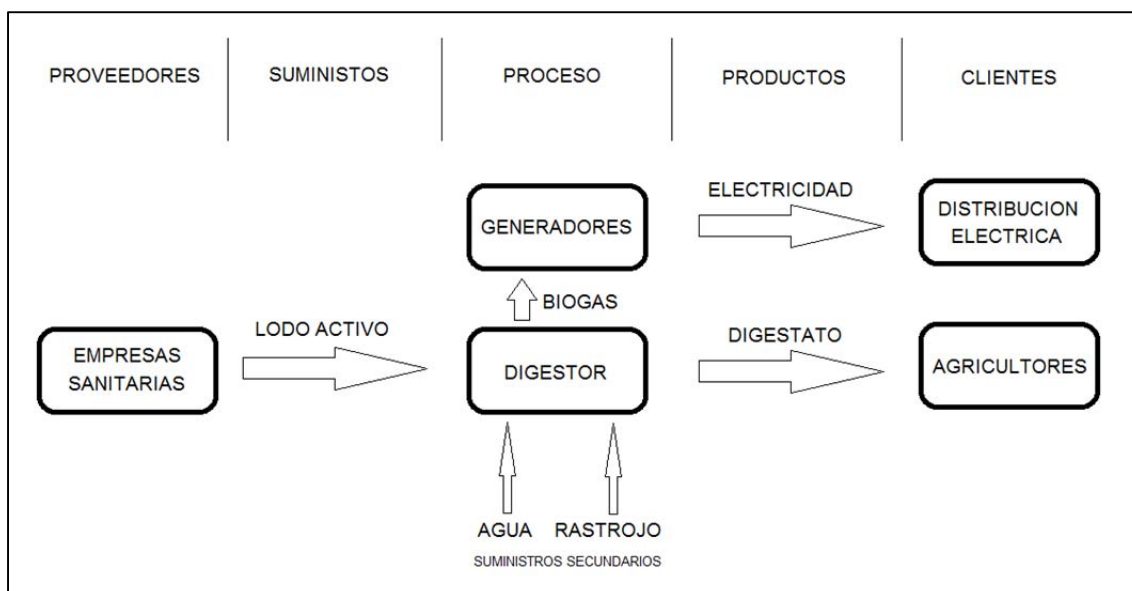 PROVEEDORES
SUMINISTOS
PROCESO
PRODUCTOS
CLIENTES
GENERADORES
ELECTRICIDAD
DISTRIBUCION
ELECTRICA
BIOGAS
EMPRESAS
SANITARIAS
LODO ACTIVO
DIGESTOR
DIGESTATO
AGRICULTORES
AGUA
RASTROJO
SUMINISTROS SECUNDARIOS